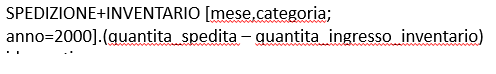 SPEDIZIONE+INVENTARIO [mese,categoria;
anno=2000].(quantita_spedita – quantita_ingresso_inventario)